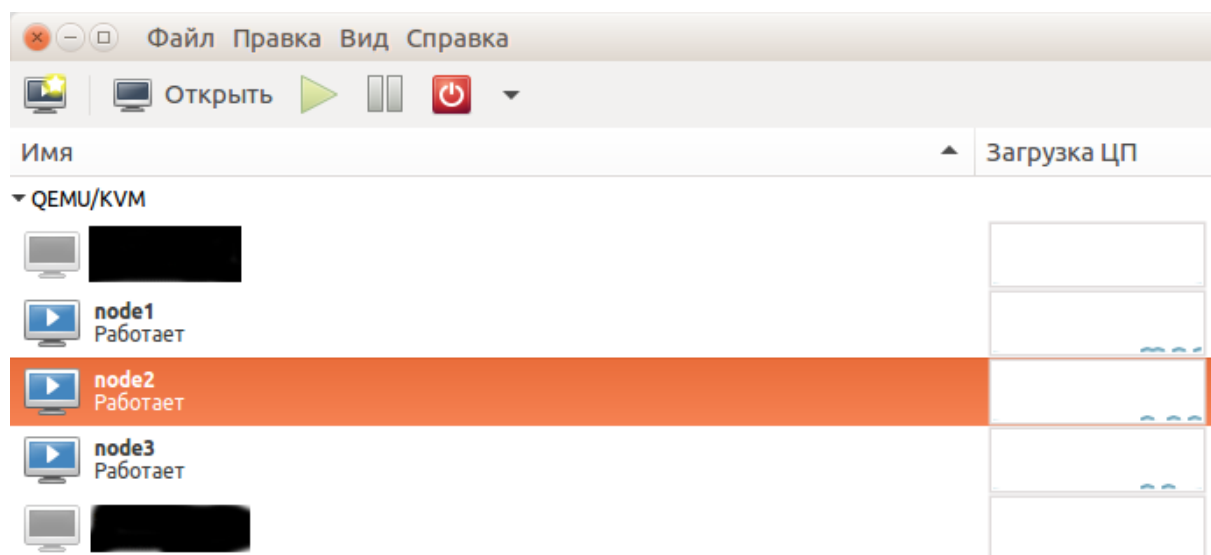 Файл Правка Вид Справка
Открыть
Имя Загрузка ЦП
QEMU/KVM
node1
Работает
node2
Работает
node3
Работает